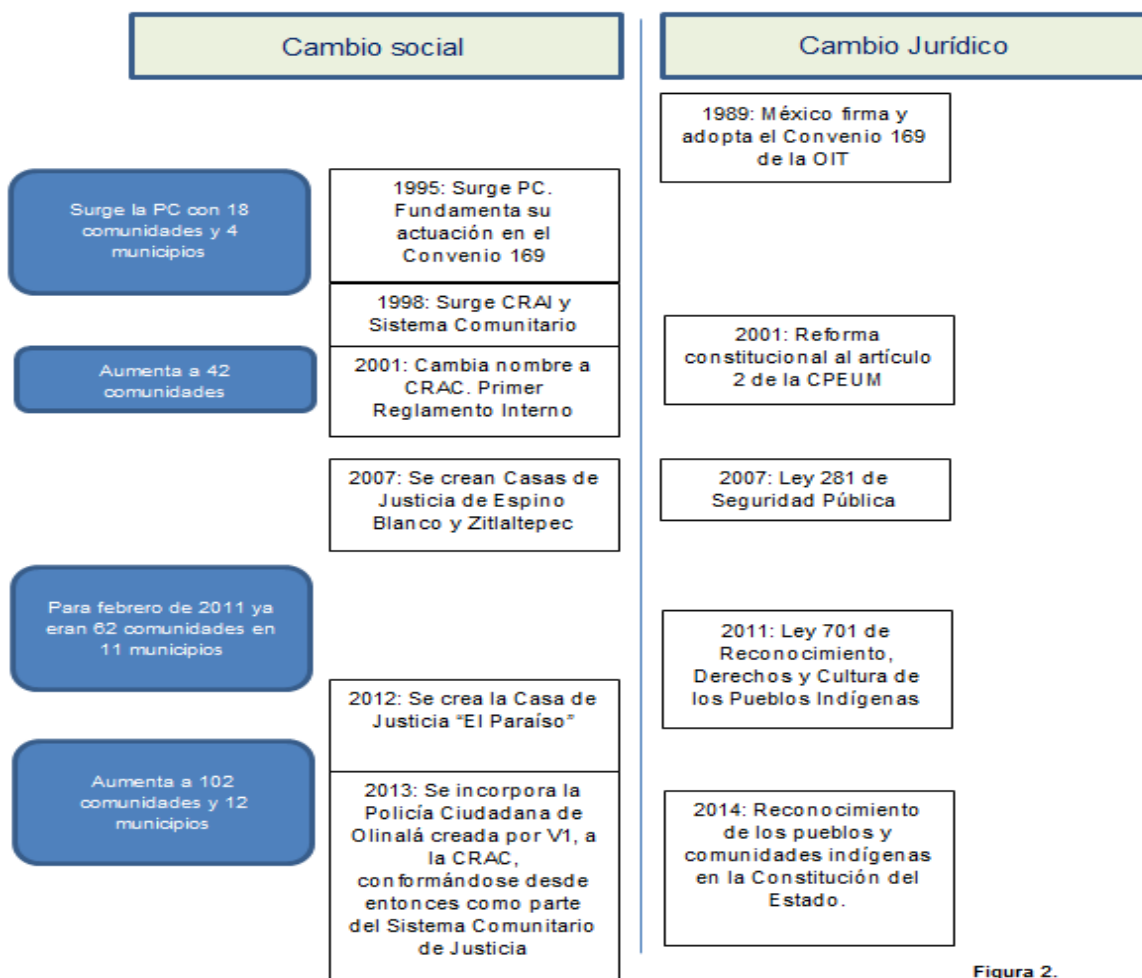 Cambio social
Cambio Jurídico
1989: México firma y
adopta el Convenio 169
de la OIT
Surge la PC con 18
comunidades y 4
municipios
1995: Surge PC.
Fundamenta su
actuación en el
Convenio 169
1998: Surge CRAI y
Sistema Comunitario
Aumenta a 42
comunidades
2001: Cambia nombre a
CRAC. Primer
Reglamento Interno
2001: Reforma
constitucional al artículo
2 de la CPEUM
2007: Se crean Casas de
Justicia de Espino
Blanco y Zitlaltepec
2007: Ley 281 de
Seguridad Pública
Para febrero de 2011 ya
eran 62 comunidades en
11 municipios
2011: Ley 701 de
Reconocimiento,
Derechos y Cultura de
los Pueblos Indígenas
2012: Se crea la Casa de
Justicia “El Paraíso”
Aumenta a 102
comunidades y 12
municipios
2013: Se incorpora la
Policía Ciudadana de
Olinalá creada por V1, a
la CRAC,
conformándose desde
entonces como parte
del Sistema Comunitario
de Justicia
2014: Reconocimiento
de los pueblos y
comunidades indígenas
en la Constitución del
Estado.
Figura 2.